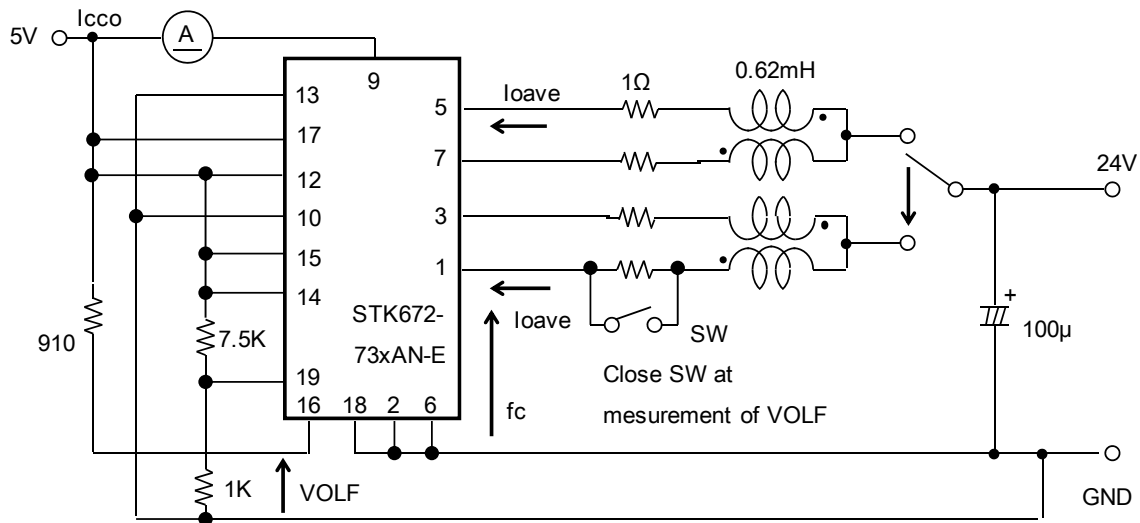 Icco
5V
A
9
13
17
12
10
15
14
19
16
18
2
6
5
7
3
1
STK672-
73xAN-E
Ioave
1Ω
0.62mH
24V
Ioave
SW
Close SW at
mesurement of VOLF
fc
910
7.5K
1K
VOLF
+
100µ
GND